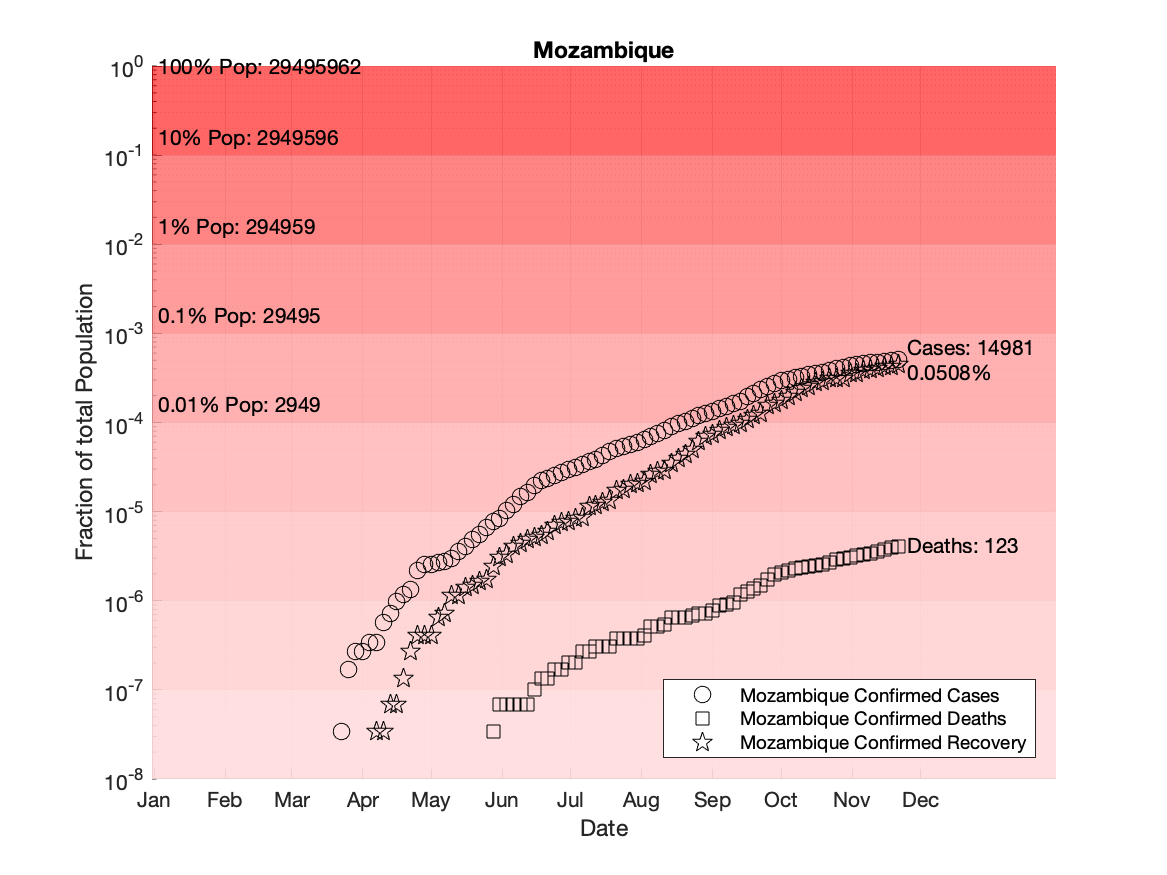 Mozambique
10^0
100% Pop: 29495962
10% Pop: 2949596
10^-1
1% Pop: 294959
10^-2
0.1% Pop: 29495
10^-3
Cases: 14981
0.0508%
0.01% Pop: 2949
10^-4
10^-5
Deaths: 123
10^-6
10^-7
10^-8
Fraction of total Population
Mozambique Confirmed Cases
Mozambique Confirmed Deaths
Mozambique Confirmed Recovery
Jan Feb Mar Apr May Jun Jul Aug Sep Oct Nov Dec
Date